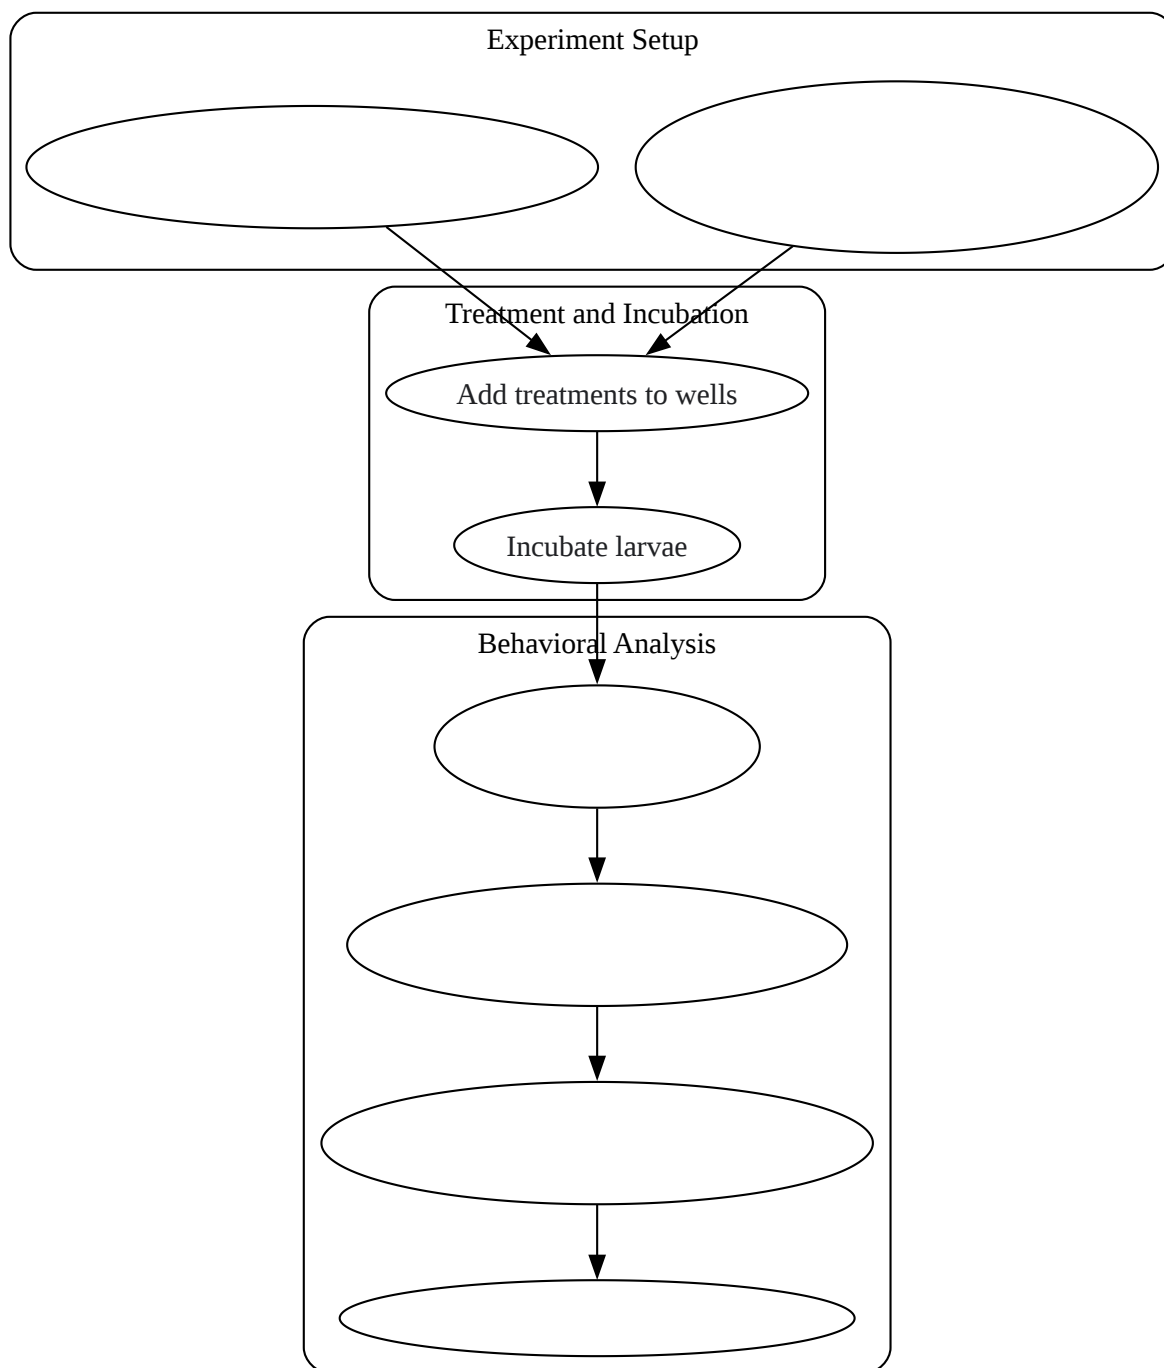 Experiment Setup
Treatment and Incubation
Add treatments to wells
Incubate larvae
Behavioral Analysis